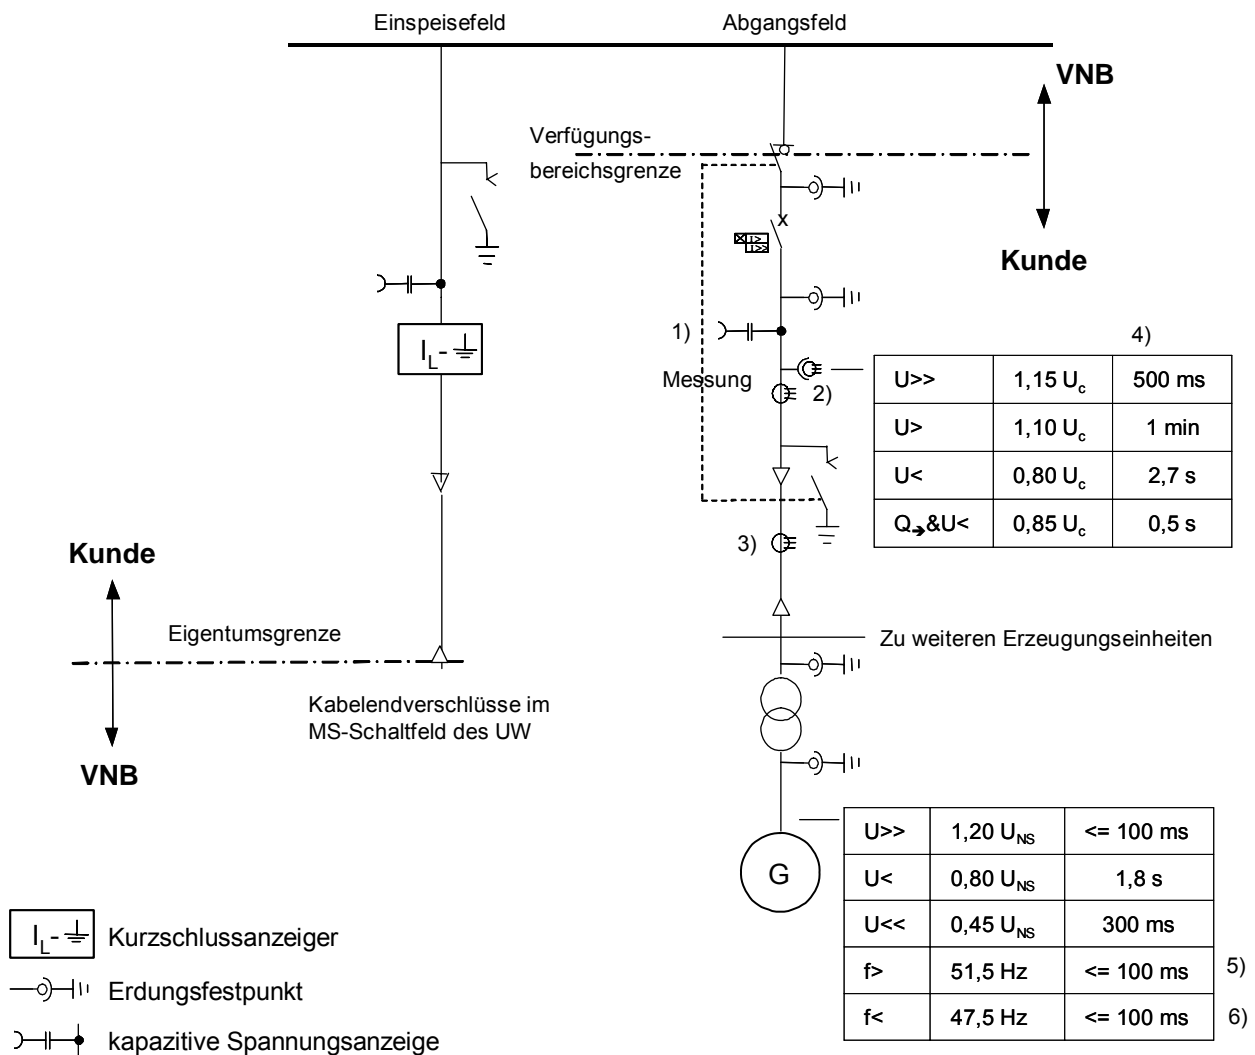 Einspeisefeld
Abgangsfeld
VNB
Verfügungs-
bereichsgrenze
x
I>
I>>
Kunde
1)
4)
I_L-
Messung
2)
U>> 1,15 U_c 500 ms
U> 1,10 U_c 1 min
U< 0,80 U_c 2,7 s
Q➔&U< 0,85 U_c 0,5 s
3)
Kunde
Eigentumsgrenze
Zu weiteren Erzeugungseinheiten
Kabelendverschlüsse im
MS-Schaltfeld des UW
VNB
G
U>> 1,20 U_NS <= 100 ms
U< 0,80 U_NS 1,8 s
U<< 0,45 U_NS 300 ms
f> 51,5 Hz <= 100 ms 5)
f< 47,5 Hz <= 100 ms 6)
I_L- Kurzschlussanzeiger
Erdungsfestpunkt
kapazitive Spannungsanzeige